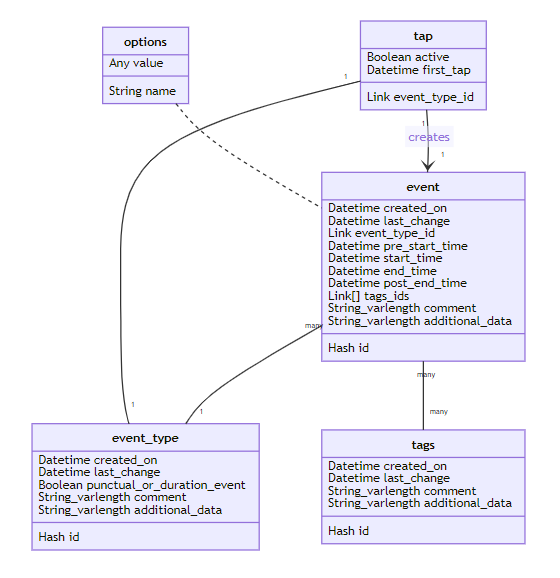 options
Any value
String name
tap
Boolean active
Datetime first_tap
Link event_type_id
1
1
creates
1
event
Datetime created_on
Datetime last_change
Link event_type_id
Datetime pre_start_time
Datetime start_time
Datetime end_time
Datetime post_end_time
Link[] tags_ids
String_varlength comment
String_varlength additional_data
Hash id
many
many
1
1
many
event_type
Datetime created_on
Datetime last_change
Boolean punctual_or_duration_event
String_varlength comment
String_varlength additional_data
Hash id
tags
Datetime created_on
Datetime last_change
String_varlength comment
String_varlength additional_data
Hash id